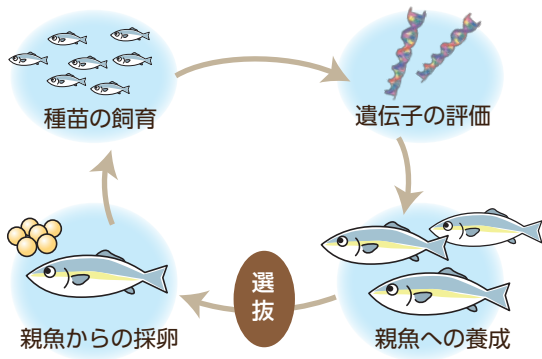 種苗の飼育
遺伝子の評価
選抜
親魚からの採卵
親魚への養成